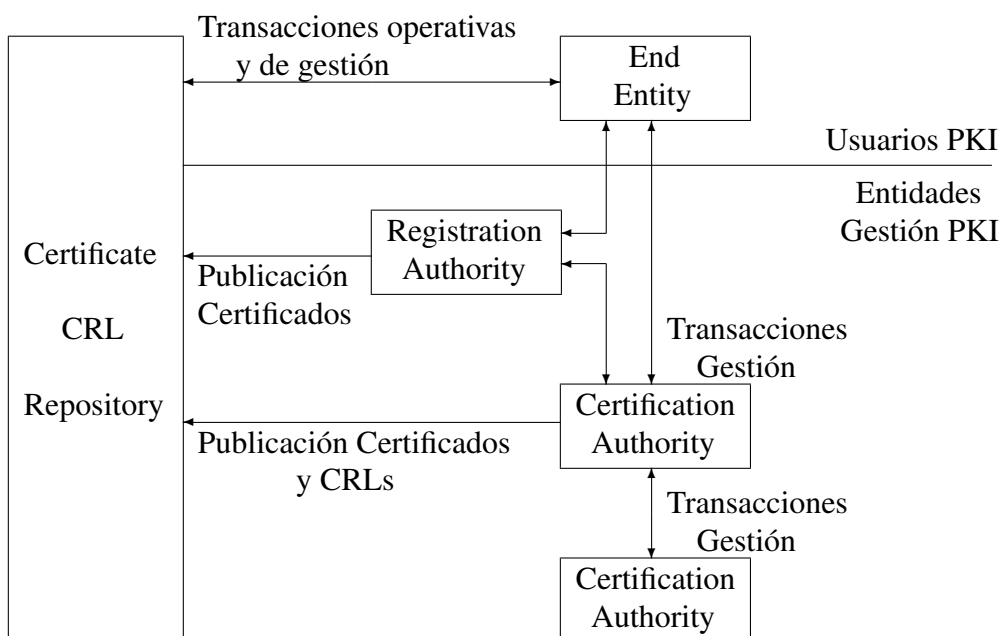 Transacciones operativas
y de gestión
End
Entity
Usuarios PKI
Entidades
Gestión PKI
Registration
Authority
Certificate
CRL
Repository
Publicación
Certificados
Transacciones
Gestión
Certification
Authority
Publicación Certificados
y CRLs
Transacciones
Gestión
Certification
Authority